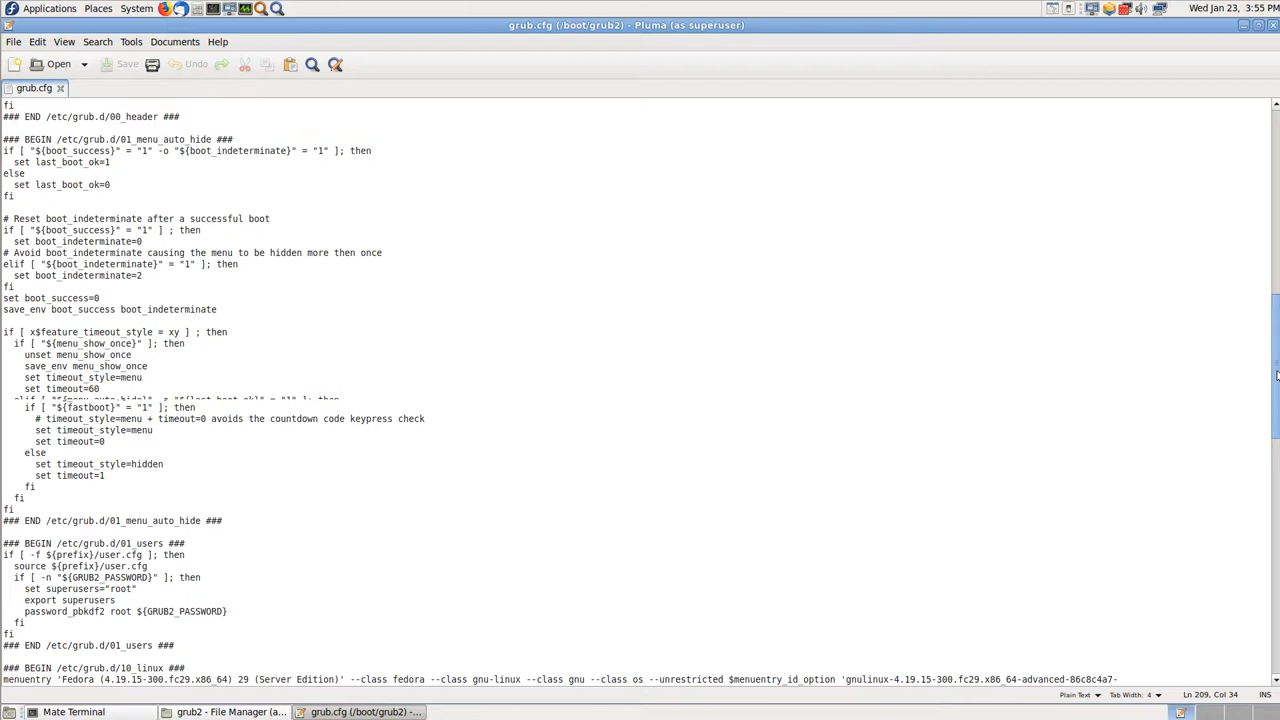 Applications Places System Wed Jan 23, 3:55 PM
grub.cfg (/boot/grub2) - Pluma (as superuser)
File Edit View Search Tools Documents Help
Open Save Undo
grub.cfg
fi
### END /etc/grub.d/00_header ###
### BEGIN /etc/grub.d/01_menu_auto_hide ###
if [ "${boot_success}" = "1" -o "${boot_indeterminate}" = "1" ]; then
  set last_boot_ok=1
else
  set last_boot_ok=0
fi
# Reset boot_indeterminate after a successful boot
if [ "${boot_success}" = "1" ] ; then
  set boot_indeterminate=0
# Avoid boot_indeterminate causing the menu to be hidden more then once
elif [ "${boot_indeterminate}" = "1" ]; then
  set boot_indeterminate=2
fi
set boot_success=0
save_env boot_success boot_indeterminate
if [ x$feature_timeout_style = xy ] ; then
  if [ "${menu_show_once}" ]; then
    unset menu_show_once
    save_env menu_show_once
    set timeout_style=menu
    set timeout=60
    if [ "${fastboot}" = "1" ]; then
      # timeout_style=menu + timeout=0 avoids the countdown code keypress check
      set timeout_style=menu
      set timeout=0
    else
      set timeout_style=hidden
      set timeout=1
    fi
  fi
fi
### END /etc/grub.d/01_menu_auto_hide ###
### BEGIN /etc/grub.d/01_users ###
if [ -f ${prefix}/user.cfg ]; then
  source ${prefix}/user.cfg
  if [ -n "${GRUB2_PASSWORD}" ]; then
    set superusers="root"
    export superusers
    password_pbkdf2 root ${GRUB2_PASSWORD}
  fi
fi
### END /etc/grub.d/01_users ###
### BEGIN /etc/grub.d/10_linux ###
menuentry 'Fedora (4.19.15-300.fc29.x86_64) 29 (Server Edition)' --class fedora --class gnu-linux --class gnu --class os --unrestricted $menuentry_id_option 'gnulinux-4.19.15-300.fc29.x86_64-advanced-86c8c4a7-
Plain Text Tab Width: 4 Ln 209, Col 34 INS
Mate Terminal grub2 - File Manager (a... grub.cfg (/boot/grub2) -...